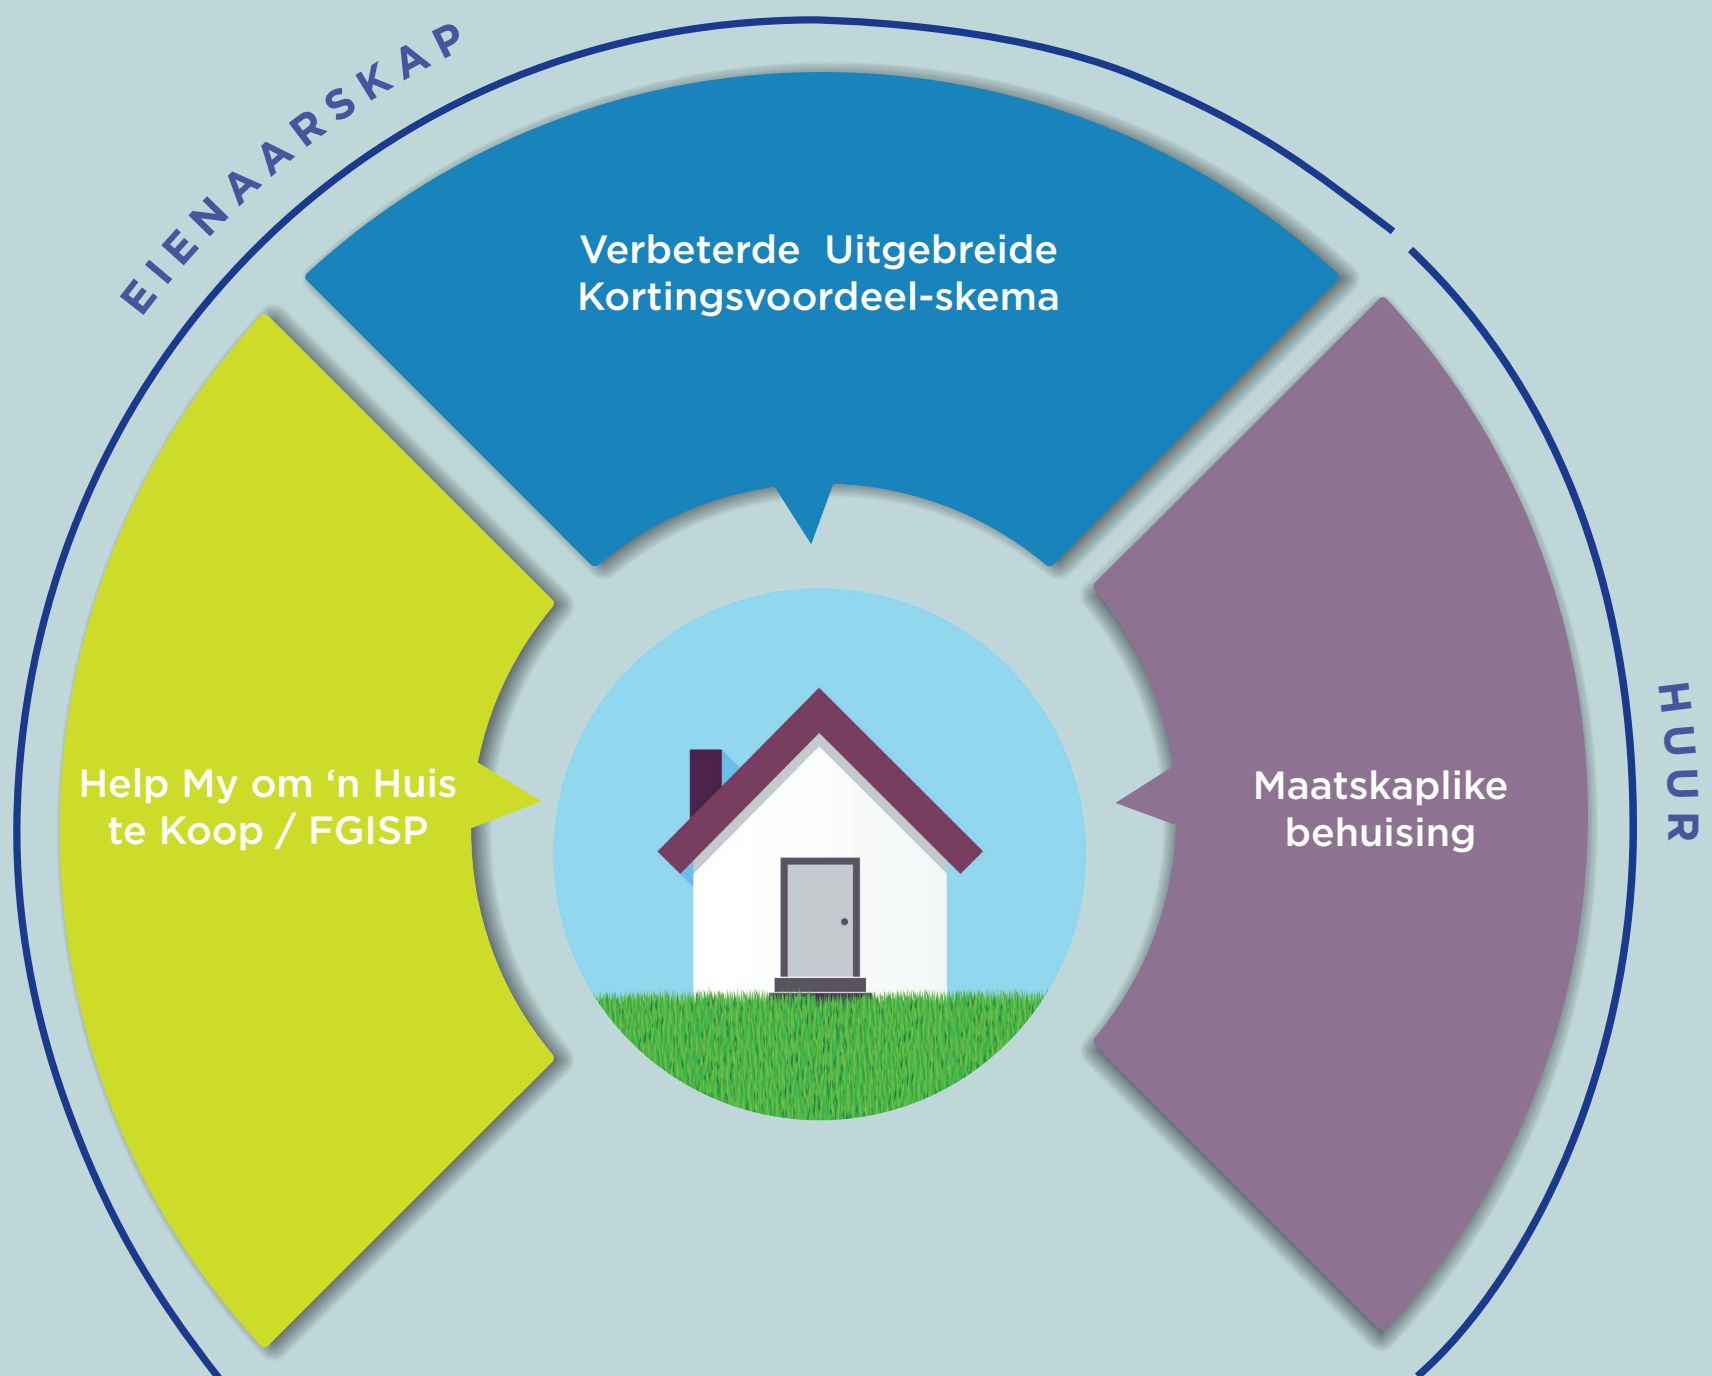 EIENAARSKAP
Verbeterde Uitgebreide
Kortingsvoordeel-skema
Help My om ‘n Huis
te Koop / FGISP
Maatskaplike
behuising
HUUR